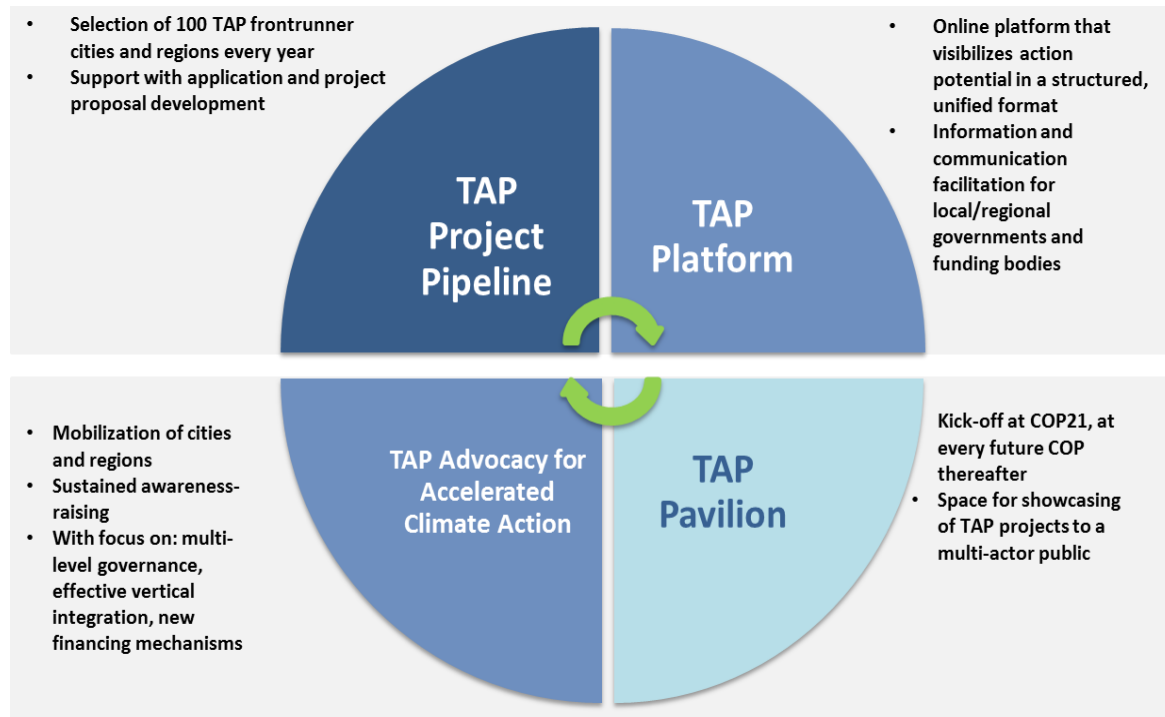 • Selection of 100 TAP frontrunner
cities and regions every year
• Support with application and project
proposal development
TAP
Project
Pipeline
TAP
Platform
• Online platform that
visibilizes action
potential in a structured,
unified format
• Information and
communication
facilitation for
local/regional
governments and
funding bodies
• Mobilization of cities
and regions
• Sustained awareness-
raising
• With focus on: multi-
level governance,
effective vertical
integration, new
financing mechanisms
TAP Advocacy for
Accelerated
Climate Action
TAP
Pavilion
Kick-off at COP21, at
every future COP
thereafter
• Space for showcasing
of TAP projects to a
multi-actor public